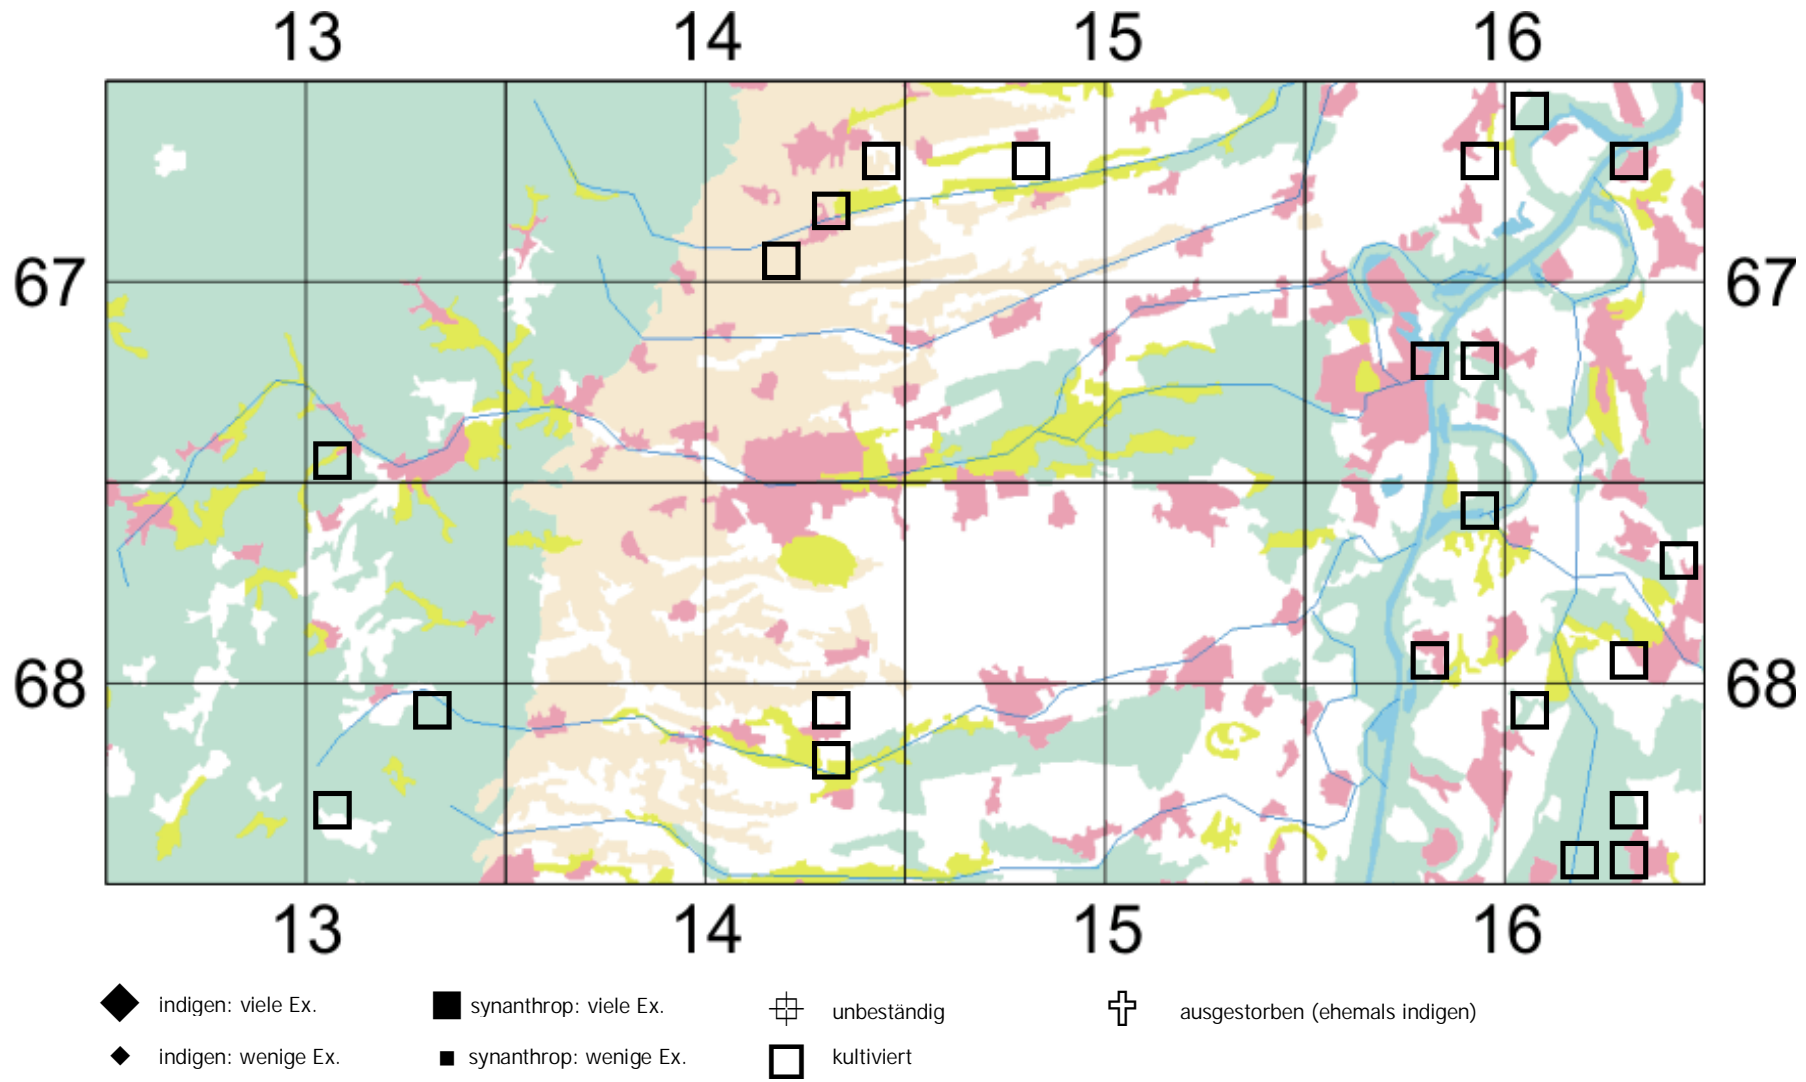 13 14 15 16
67 67
68 68
13 14 15 16
indigen: viele Ex. synanthrop: viele Ex. unbeständig ausgestorben (ehemals indigen)
indigen: wenige Ex. synanthrop: wenige Ex. kultiviert